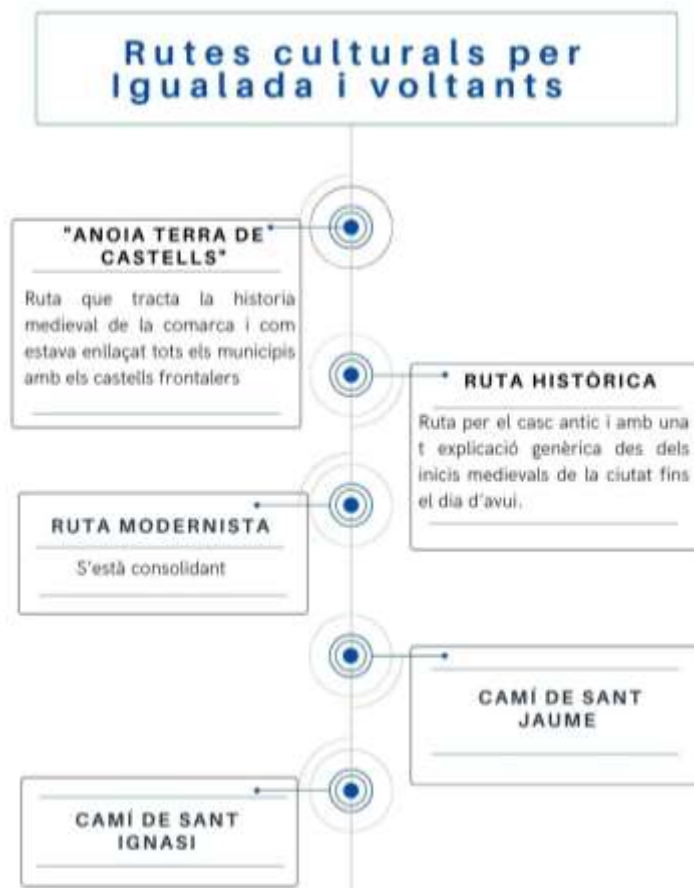 Rutes culturals per
Igualada i voltants
"ANOIA TERRA DE
CASTELLS"
Ruta que tracta la historia
medieval de la comarca i com
estava enllaçat tots els municipis
amb els castells frontalers
RUTA HISTÒRICA
Ruta per el casc antic i amb una
t explicació genèrica des dels
inicis medievals de la ciutat fins
el dia d'avui.
RUTA MODERNISTA
S'està consolidant
CAMÍ DE SANT
JAUME
CAMÍ DE SANT
IGNASI